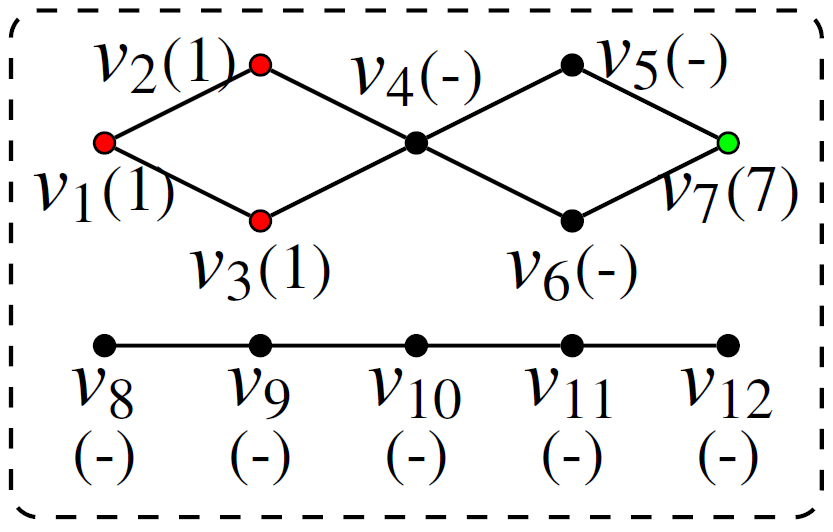 v2(1) v4(-) v5(-)
v1(1) v7(7)
v3(1) v6(-)
v8 v9 v10 v11 v12
(-) (-) (-) (-) (-)